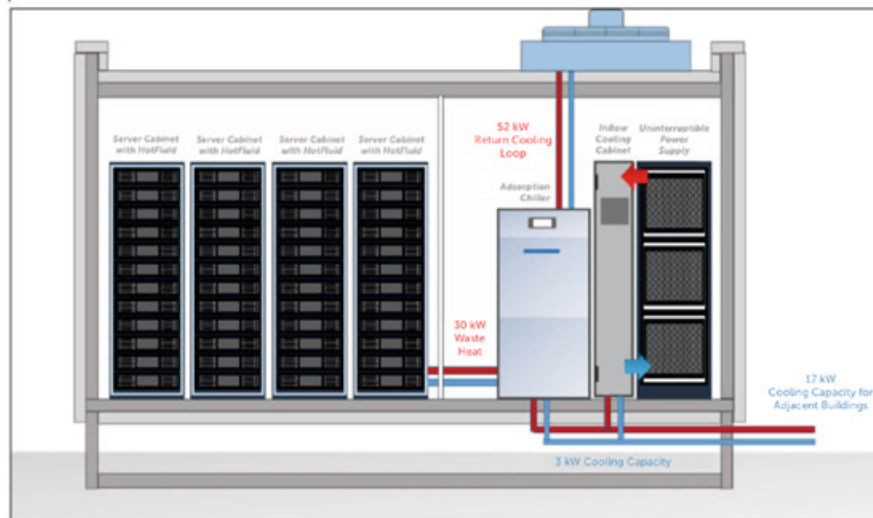 Server Cabinet
with HotFluid
Server Cabinet
with HotFluid
Server Cabinet
with HotFluid
Server Cabinet
with HotFluid
52 kW
Return Cooling
Loop
InRow
Cooling
Cabinet
Uninterruptible
Power
Supply
Adsorption
Chiller
30 kW
Waste
Heat
17 kW
Cooling Capacity for
Adjacent Buildings
3 kW Cooling Capacity